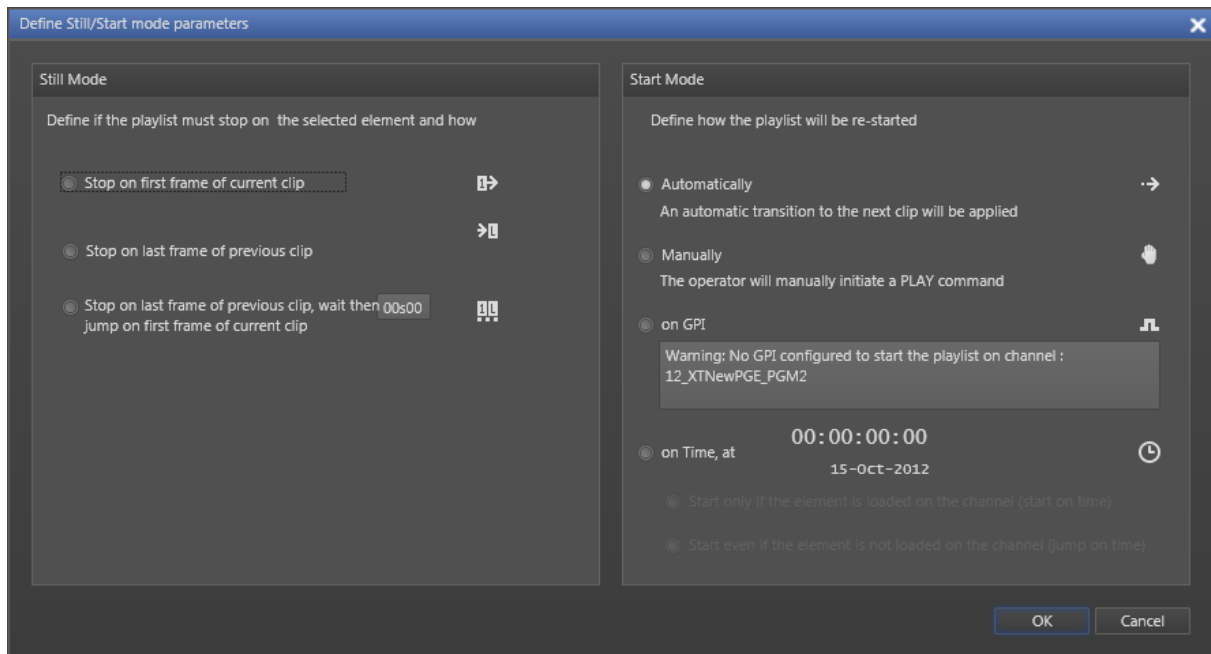 Define Still/Start mode parameters
Still Mode
Define if the playlist must stop on the selected element and how
Stop on first frame of current clip
Stop on last frame of previous clip
Stop on last frame of previous clip, wait then 00s00
jump on first frame of current clip
Start Mode
Define how the playlist will be re-started
Automatically
An automatic transition to the next clip will be applied
Manually
The operator will manually initiate a PLAY command
on GPI
Warning: No GPI configured to start the playlist on channel :
12_XTNewPGE_PGM2
on Time, at
00:00:00:00
15-Oct-2012
Start only if the element is loaded on the channel (start on time)
Start even if the element is not loaded on the channel (jump on time)
OK
Cancel